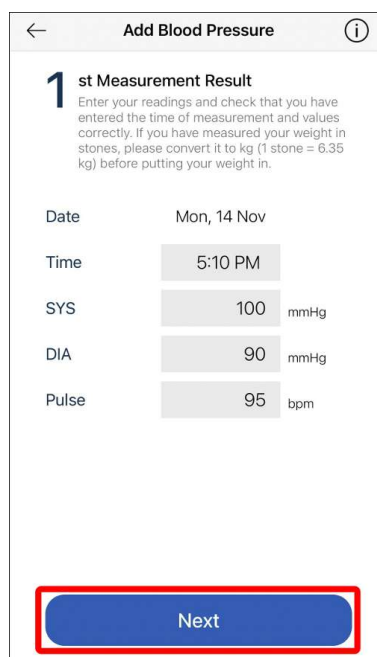 Add Blood Pressure
1 st Measurement Result
Enter your readings and check that you have
entered the time of measurement and values
correctly. If you have measured your weight in
stones, please convert it to kg (1 stone = 6.35
kg) before putting your weight in.
Date Mon, 14 Nov
Time 5:10 PM
SYS 100 mmHg
DIA 90 mmHg
Pulse 95 bpm
Next